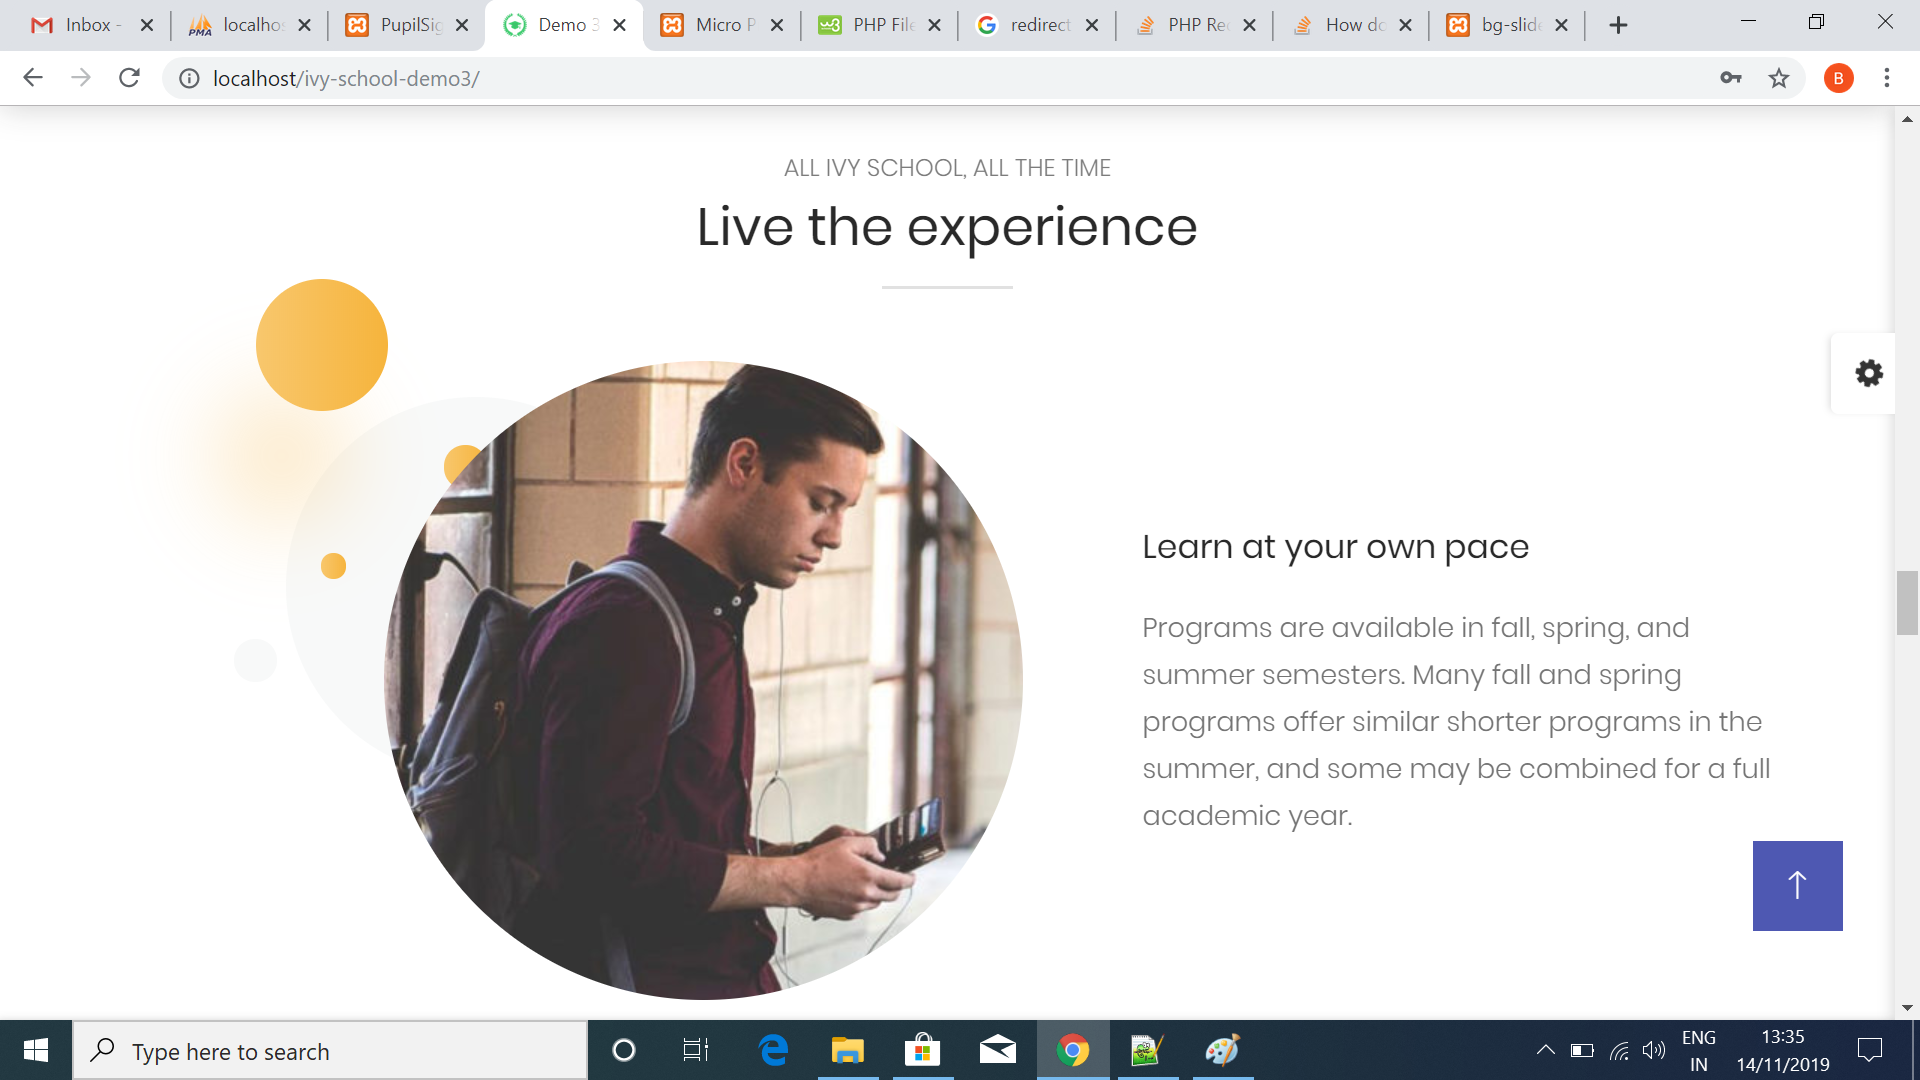 Inbox -
localhos
PupilSig
Demo 3
Micro P
PHP File
redirect
PHP Rec
How do
bg-slide
PMA
localhost/ivy-school-demo3/
B
ALL IVY SCHOOL, ALL THE TIME
Live the experience
Learn at your own pace
Programs are available in fall, spring, and
summer semesters. Many fall and spring
programs offer similar shorter programs in the
summer, and some may be combined for a full
academic year.
Type here to search
ENG
IN
13:35
14/11/2019